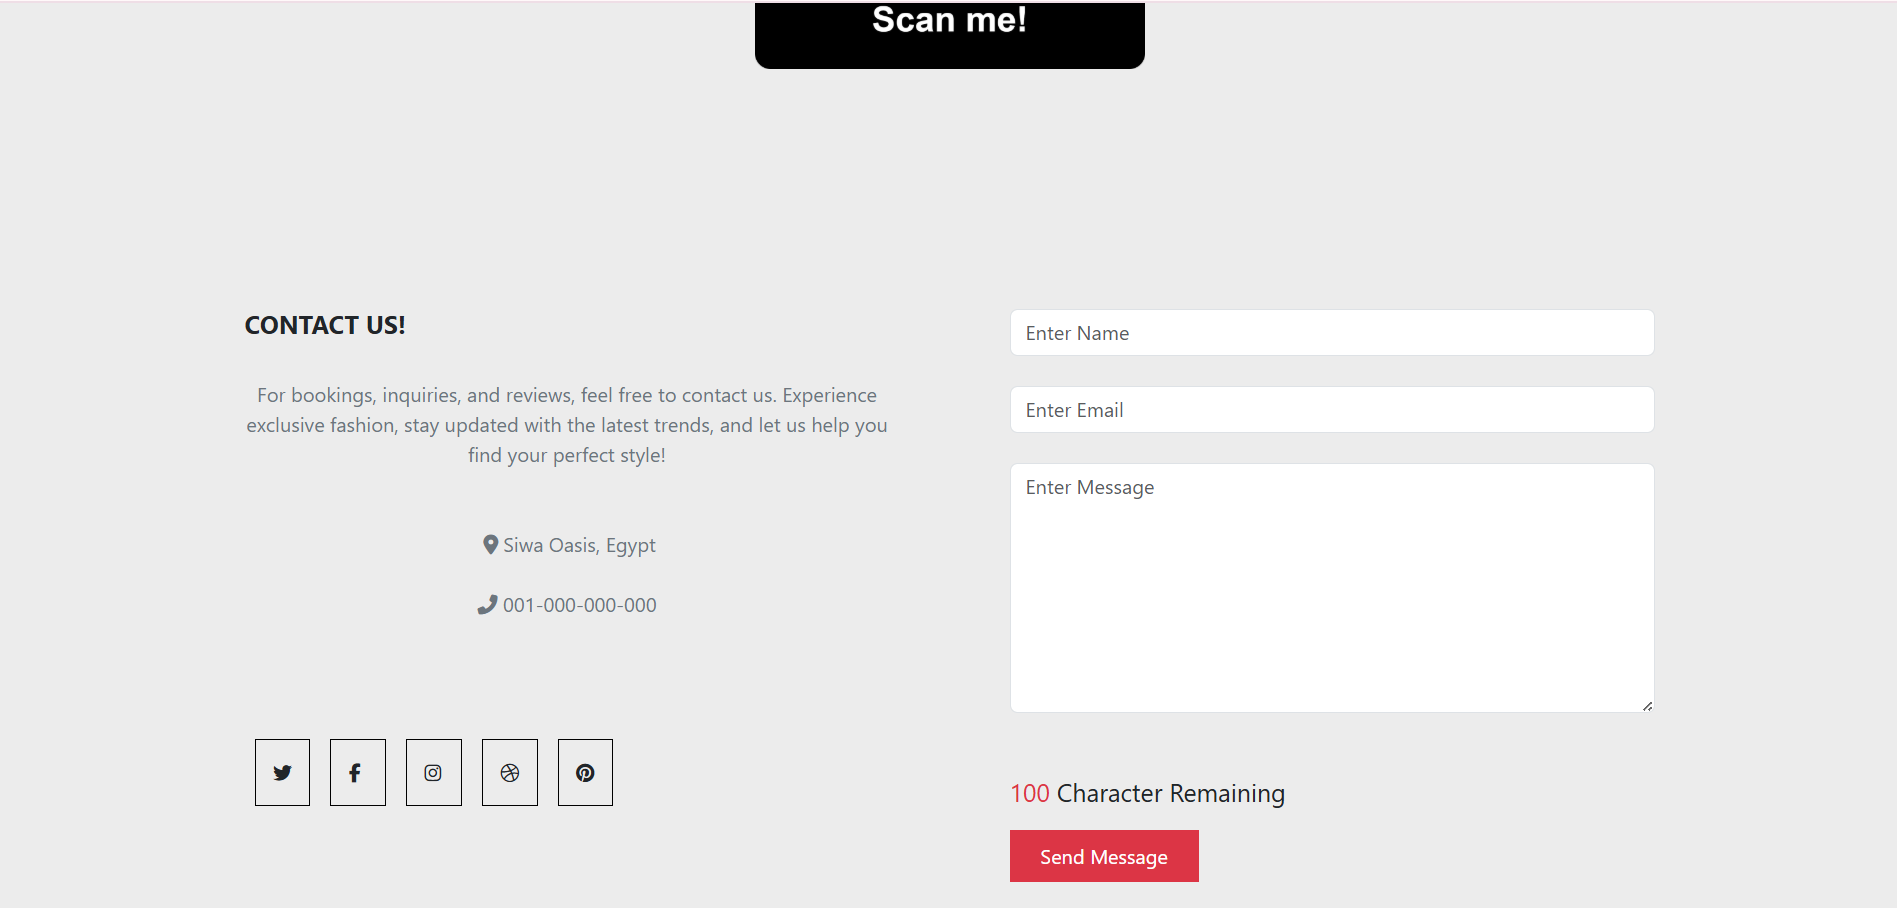 Scan me!
CONTACT US!
For bookings, inquiries, and reviews, feel free to contact us. Experience
exclusive fashion, stay updated with the latest trends, and let us help you
find your perfect style!
Siwa Oasis, Egypt
001-000-000-000
Enter Name
Enter Email
Enter Message
100 Character Remaining
Send Message